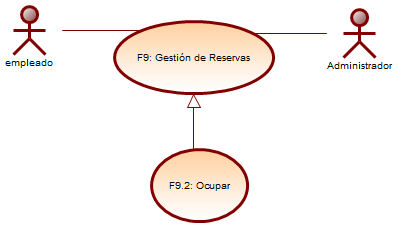 F9: Gestión de Reservas
empleado
Administrador
F9.2: Ocupar